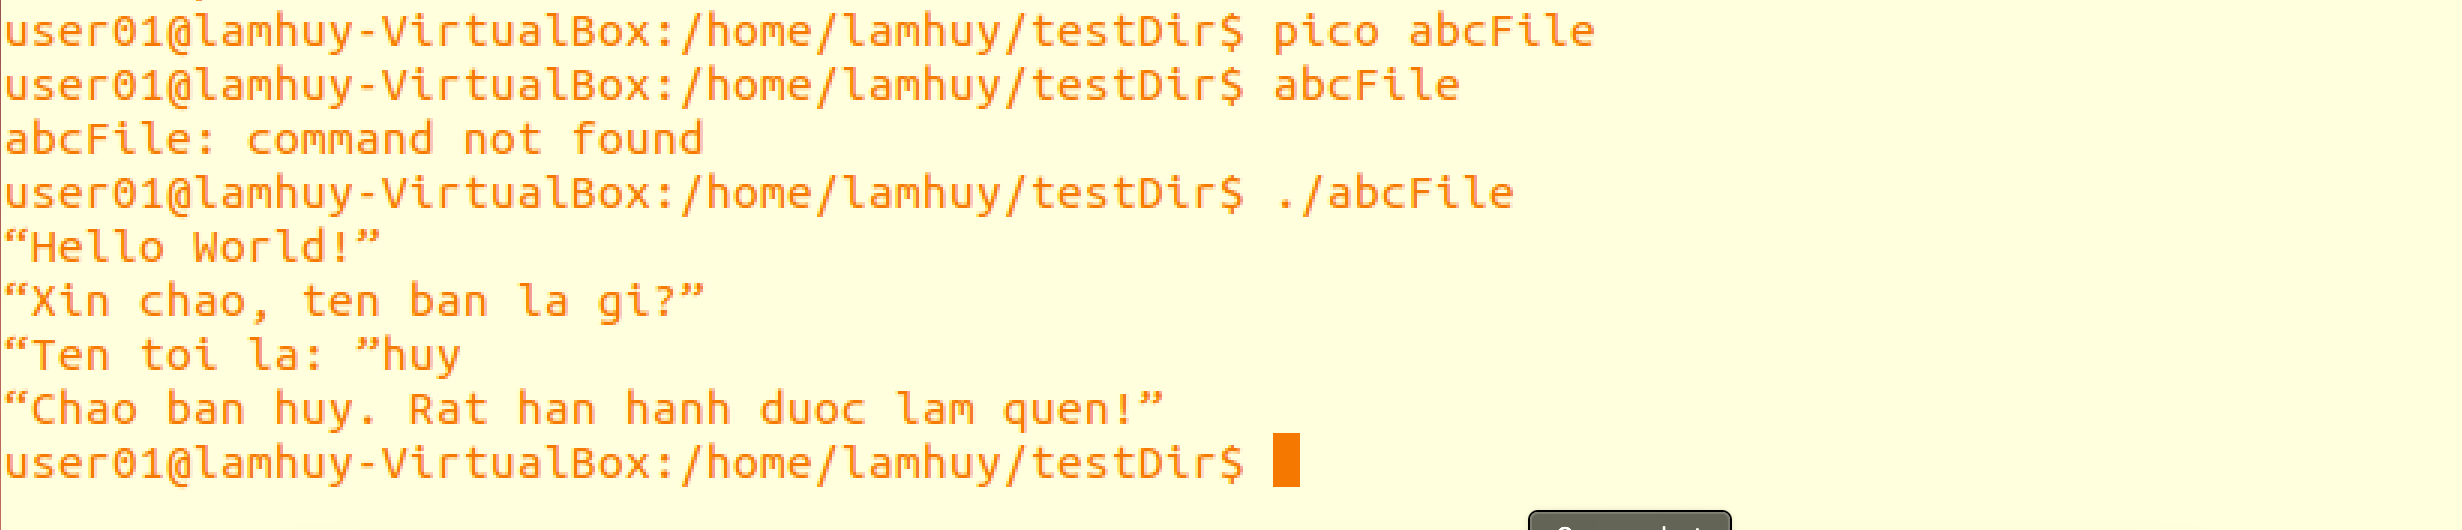 user01@lamhuy-VirtualBox:/home/lamhuy/testDir$ pico abcFile
user01@lamhuy-VirtualBox:/home/lamhuy/testDir$ abcFile
abcFile: command not found
user01@lamhuy-VirtualBox:/home/lamhuy/testDir$ ./abcFile
“Hello World!”
“Xin chao, ten ban la gi?”
“Ten toi la: ”huy
“Chao ban huy. Rat han hanh duoc lam quen!”
user01@lamhuy-VirtualBox:/home/lamhuy/testDir$